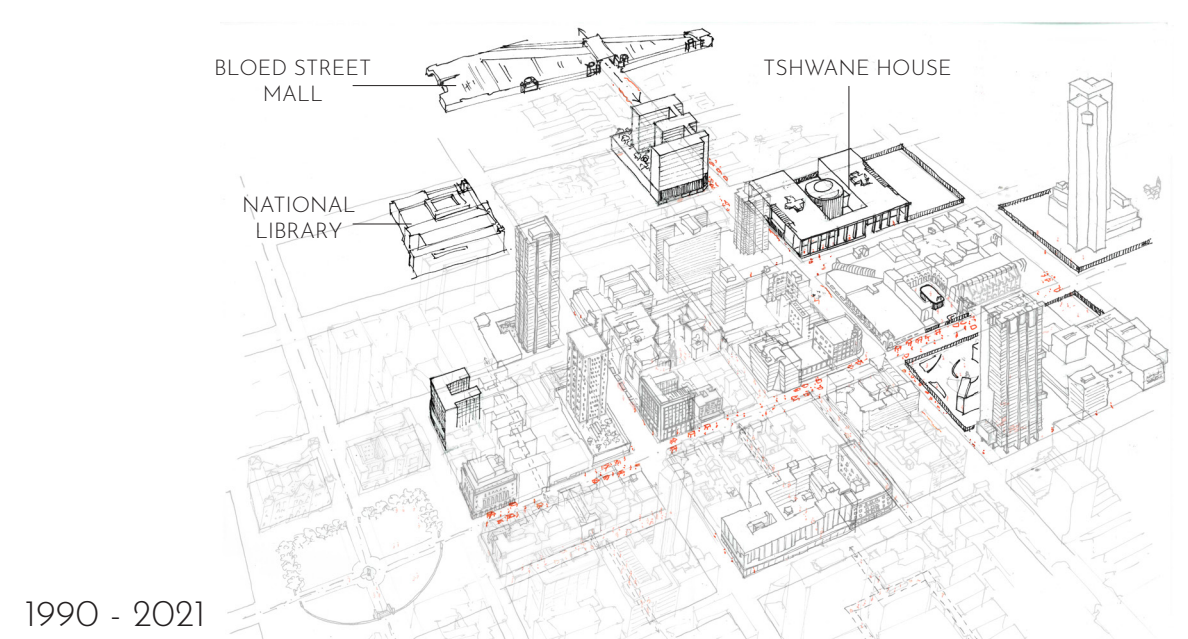 BLOED STREET
MALL
TSHWANE HOUSE
NATIONAL
LIBRARY
1990 - 2021